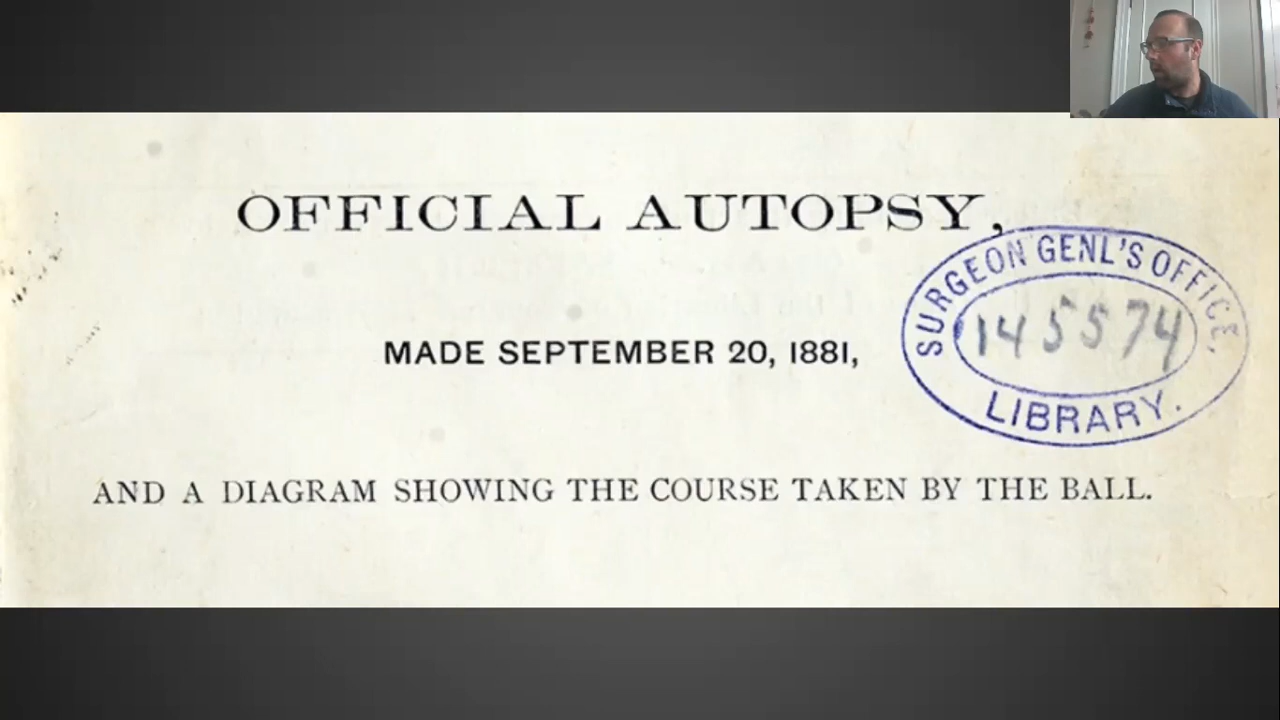 OFFICIAL AUTOPSY,
SURGEON GENL'S OFFICE.
145574
LIBRARY.
MADE SEPTEMBER 20, 1881,
AND A DIAGRAM SHOWING THE COURSE TAKEN BY THE BALL.